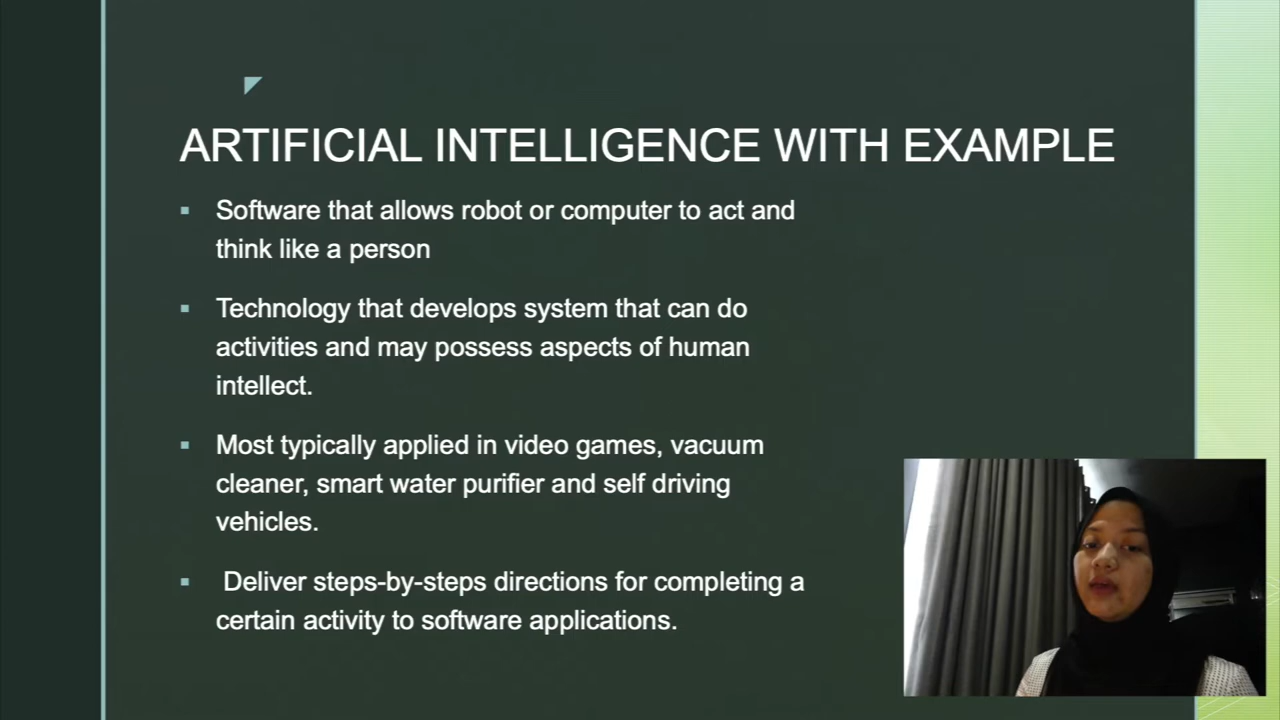 ARTIFICIAL INTELLIGENCE WITH EXAMPLE
▪ Software that allows robot or computer to act and
think like a person
▪ Technology that develops system that can do
activities and may possess aspects of human
intellect.
▪ Most typically applied in video games, vacuum
cleaner, smart water purifier and self driving
vehicles.
▪ Deliver steps-by-steps directions for completing a
certain activity to software applications.